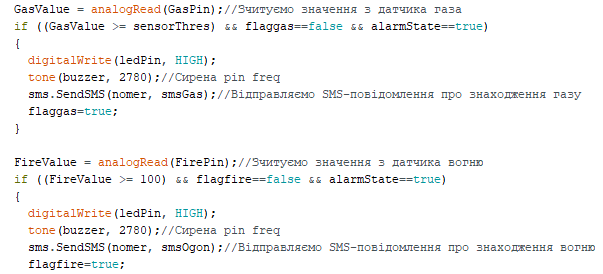 GasValue = analogRead(GasPin);//Зчитуємо значення з датчика газа
if ((GasValue >= sensorThres) && flaggas==false && alarmState==true)
{
digitalWrite(ledPin, HIGH);
tone(buzzer, 2780);//Сирена pin freq
sms.SendSMS(nomer, smsGas);//Відправляємо SMS-повідомлення про знаходження газу
flaggas=true;
}
FireValue = analogRead(FirePin);//Зчитуємо значення з датчика вогню
if ((FireValue >= 100) && flagfire==false && alarmState==true)
{
digitalWrite(ledPin, HIGH);
tone(buzzer, 2780);//Сирена pin freq
sms.SendSMS(nomer, smsOgon);//Відправляємо SMS-повідомлення про знаходження вогню
flagfire=true;